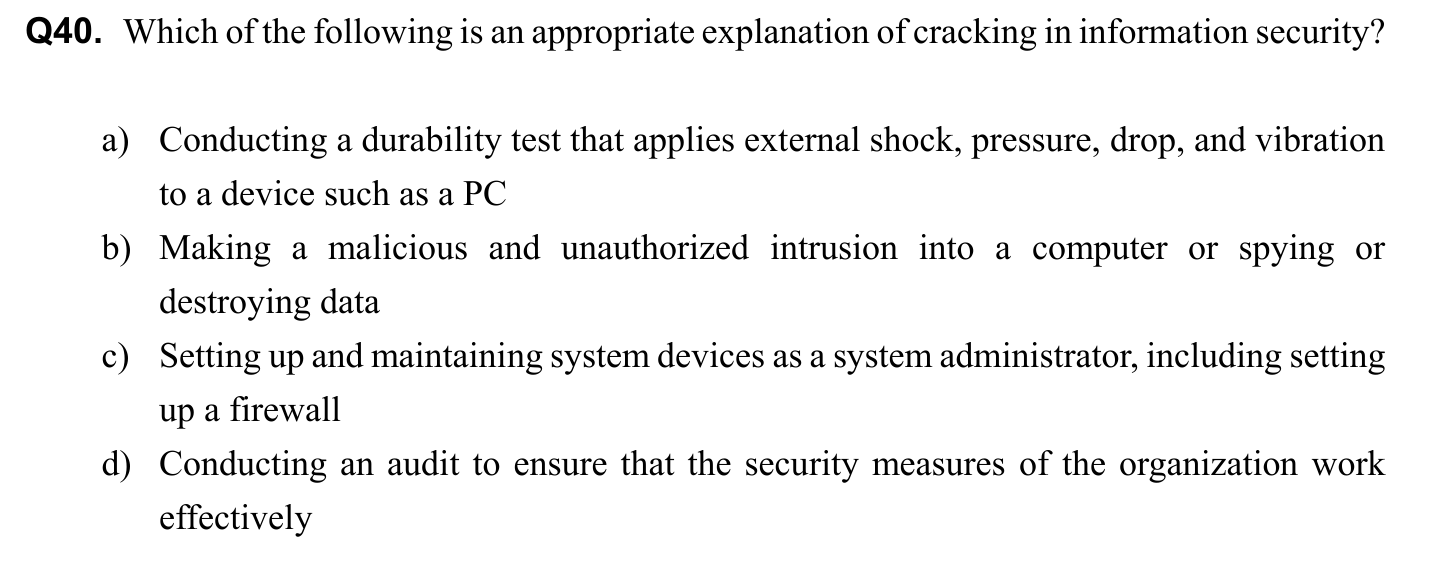 Q40. Which of the following is an appropriate explanation of cracking in information security?
a) Conducting a durability test that applies external shock, pressure, drop, and vibration
to a device such as a PC
b) Making a malicious and unauthorized intrusion into a computer or spying or
destroying data
c) Setting up and maintaining system devices as a system administrator, including setting
up a firewall
d) Conducting an audit to ensure that the security measures of the organization work
effectively